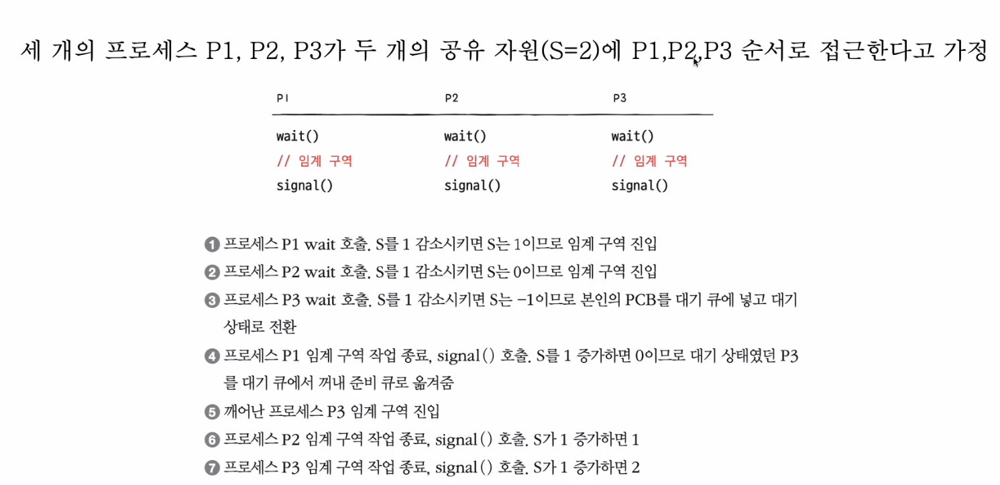 세 개의 프로세스 P1, P2, P3가 두 개의 공유 자원(S=2)에 P1,P2,P3 순서로 접근한다고 가정
P1 P2 P3
wait() wait() wait()
// 임계 구역 // 임계 구역 // 임계 구역
signal() signal() signal()
❶ 프로세스 P1 wait 호출. S를 1 감소시키면 S는 1이므로 임계 구역 진입
❷ 프로세스 P2 wait 호출. S를 1 감소시키면 S는 0이므로 임계 구역 진입
❸ 프로세스 P3 wait 호출. S를 1 감소시키면 S는 −1이므로 본인의 PCB를 대기 큐에 넣고 대기
상태로 전환
❹ 프로세스 P1 임계 구역 작업 종료, signal() 호출. S를 1 증가하면 0이므로 대기 상태였던 P3
를 대기 큐에서 꺼내 준비 큐로 옮겨줌
❺ 깨어난 프로세스 P3 임계 구역 진입
❻ 프로세스 P2 임계 구역 작업 종료, signal() 호출. S가 1 증가하면 1
❼ 프로세스 P3 임계 구역 작업 종료, signal() 호출. S가 1 증가하면 2